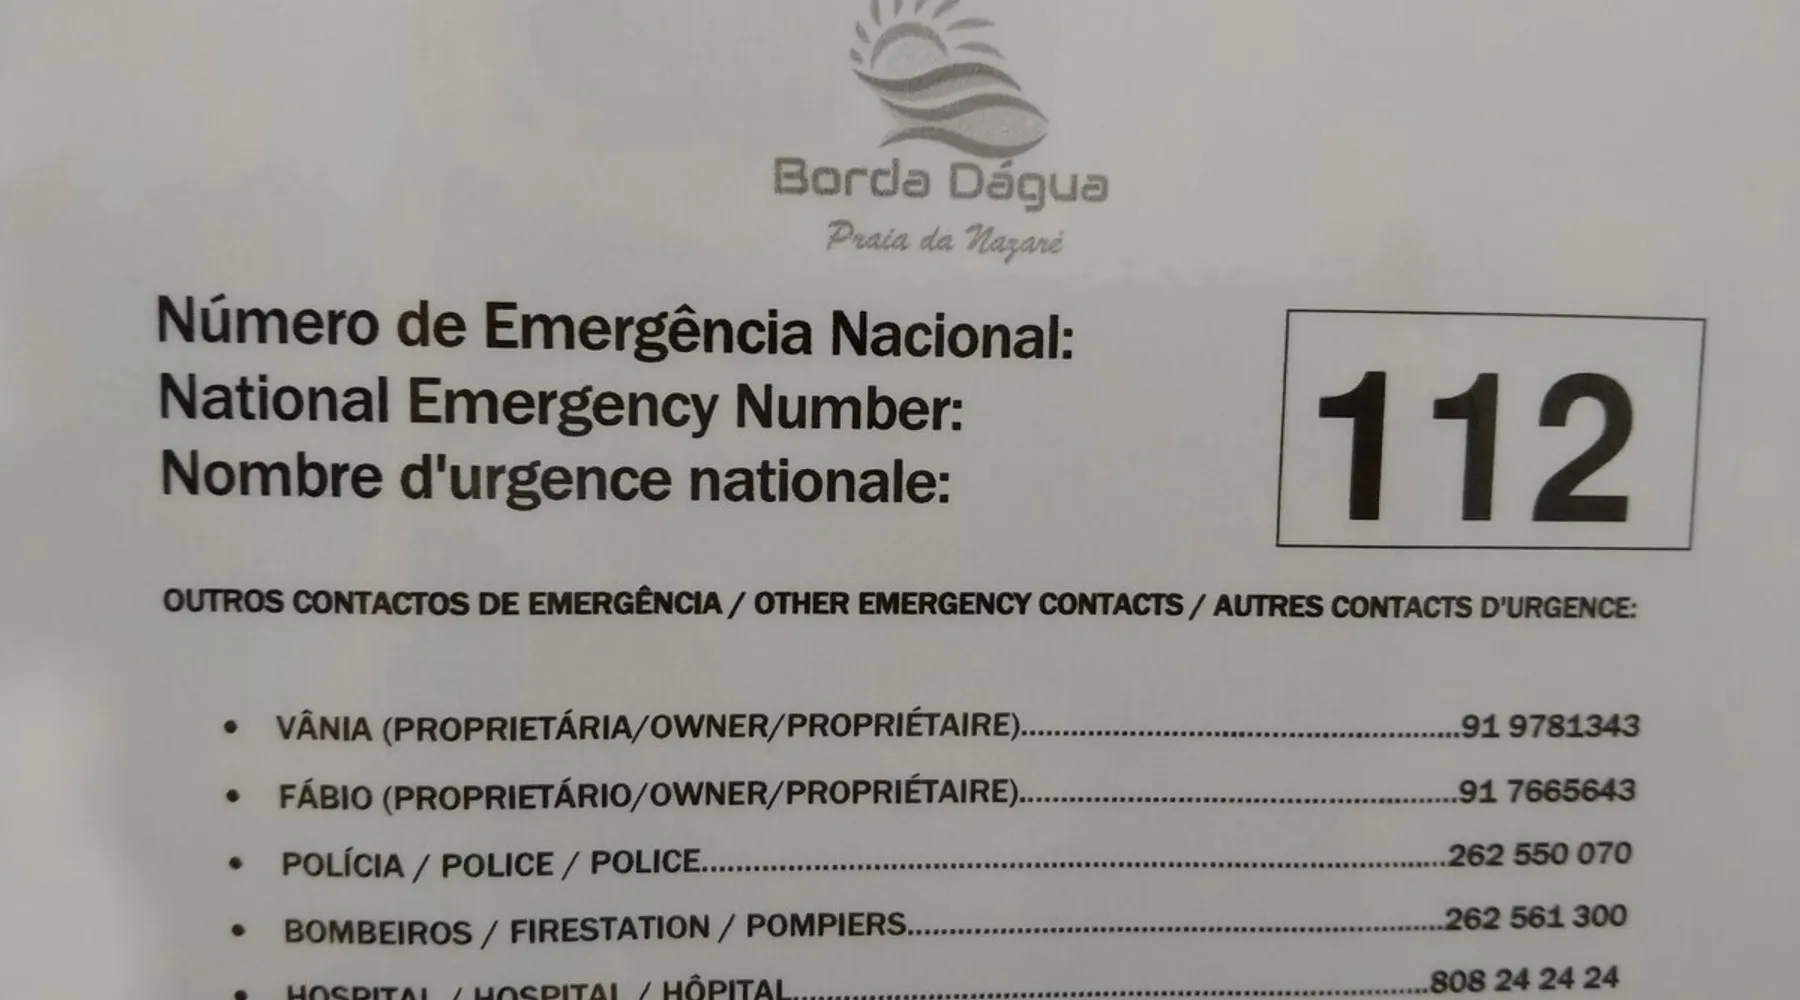 Borda Dágua
Praia da Nazaré
Número de Emergência Nacional:
National Emergency Number:
Nombre d'urgence nationale:
112
OUTROS CONTACTOS DE EMERGÊNCIA / OTHER EMERGENCY CONTACTS / AUTRES CONTACTS D'URGENCE:
• VÂNIA (PROPRIETÁRIA/OWNER/PROPRIÉTAIRE)..........91 9781343
• FÁBIO (PROPRIETÁRIO/OWNER/PROPRIÉTAIRE)..........91 7665643
• POLÍCIA / POLICE / POLICE..........262 550 070
• BOMBEIROS / FIRESTATION / POMPIERS..........262 561 300
• HOSPITAL / HOSPITAL / HÔPITAL..........808 24 24 24